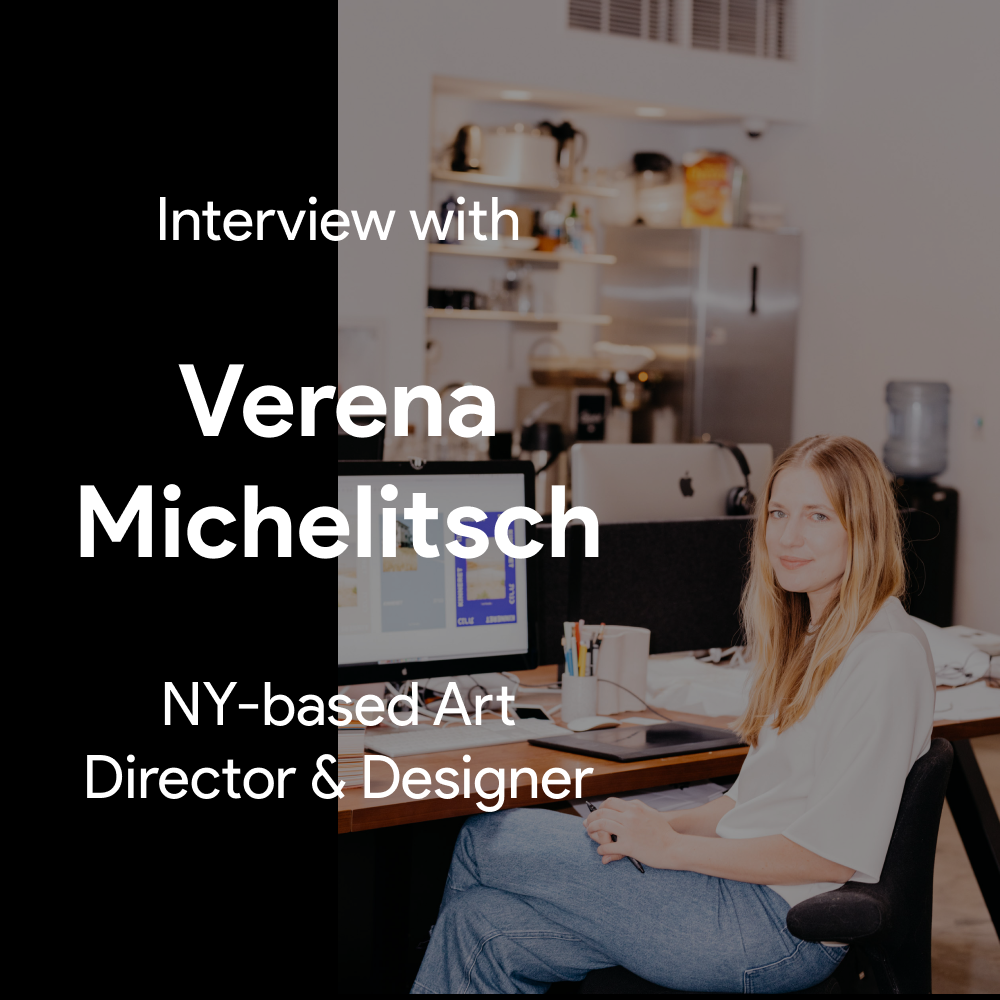 Interview with
Verena
Michelitsch
NY-based Art
Director & Designer